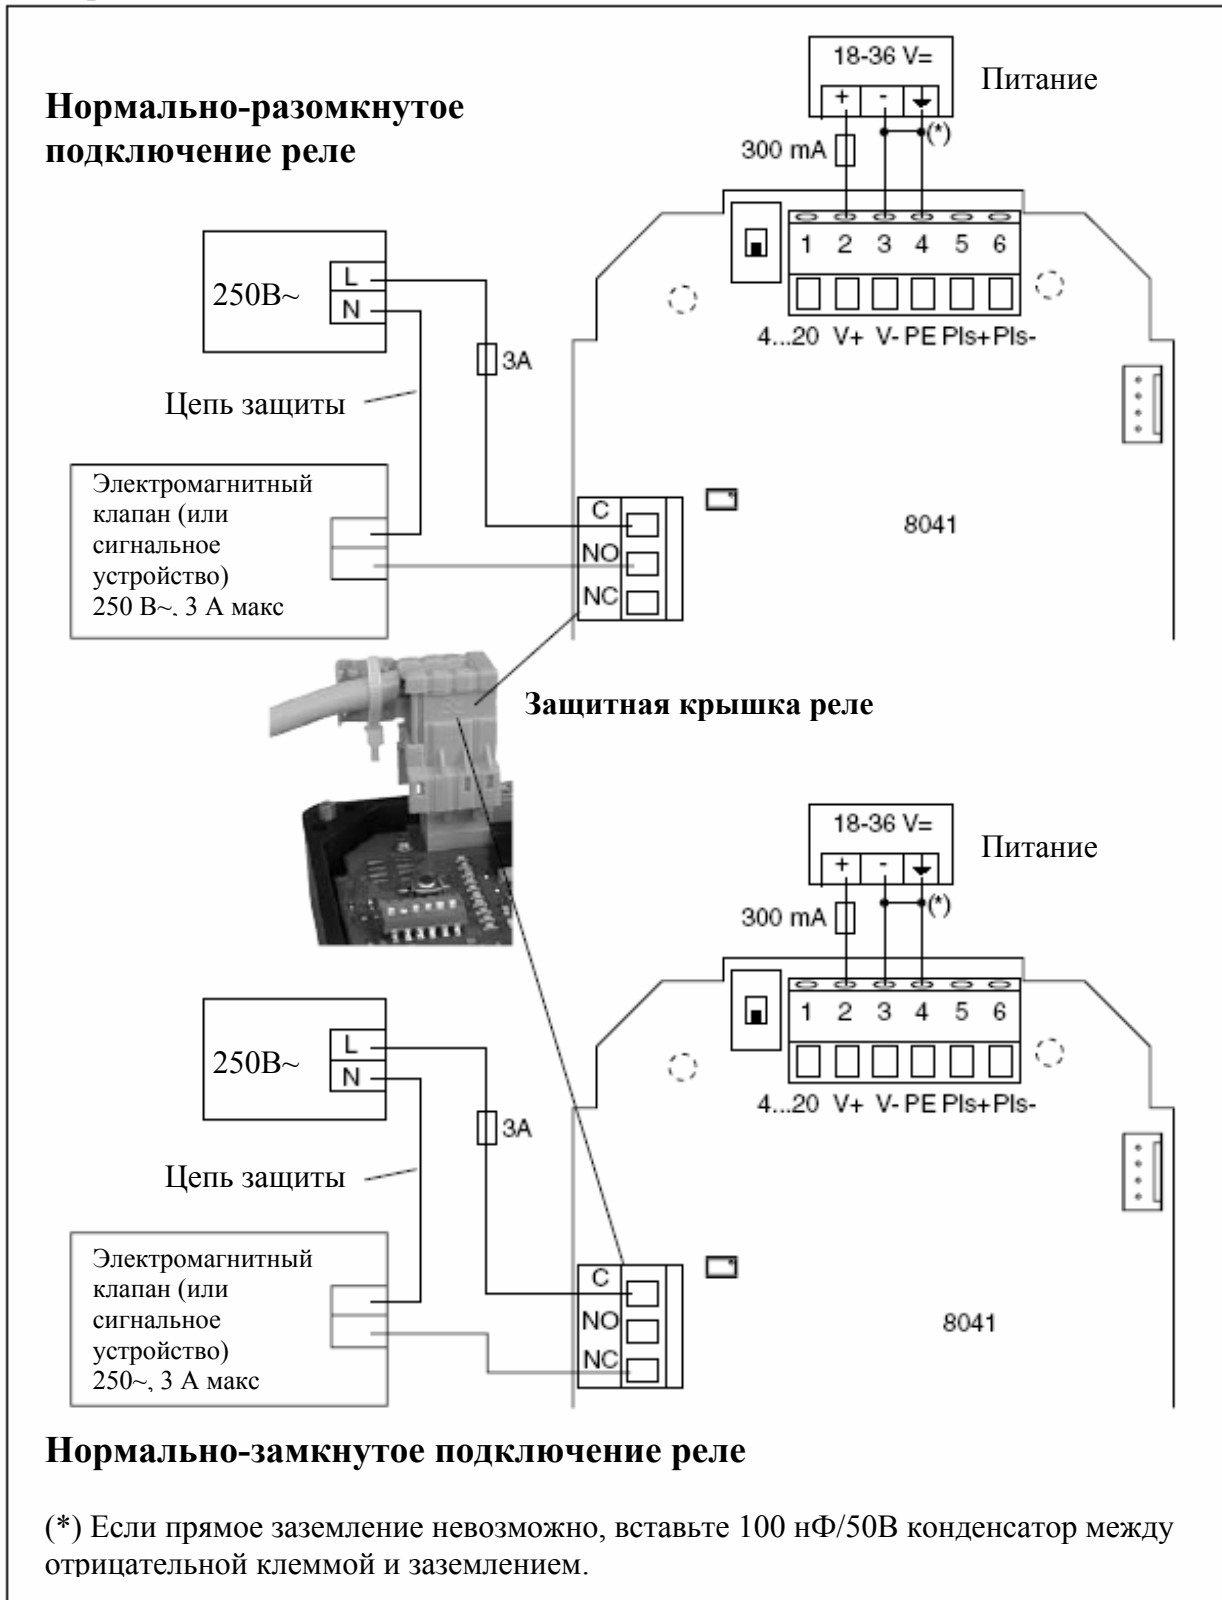 18-36 V=
Питание
+ - 
(*)
300 mA
Нормально-разомкнутое
подключение реле
1 2 3 4 5 6
4...20 V+ V- PE Pls+ Pls-
250В~
L
N
3A
Цепь защиты
Электромагнитный
клапан (или
сигнальное
устройство)
250 В~, 3 А макс
C
NO
NC
8041
Защитная крышка реле
18-36 V=
Питание
+ - 
(*)
300 mA
1 2 3 4 5 6
4...20 V+ V- PE Pls+ Pls-
250В~
L
N
3A
Цепь защиты
Электромагнитный
клапан (или
сигнальное
устройство)
250~, 3 А макс
C
NO
NC
8041
Нормально-замкнутое подключение реле
(*) Если прямое заземление невозможно, вставьте 100 нФ/50В конденсатор между
отрицательной клеммой и заземлением.